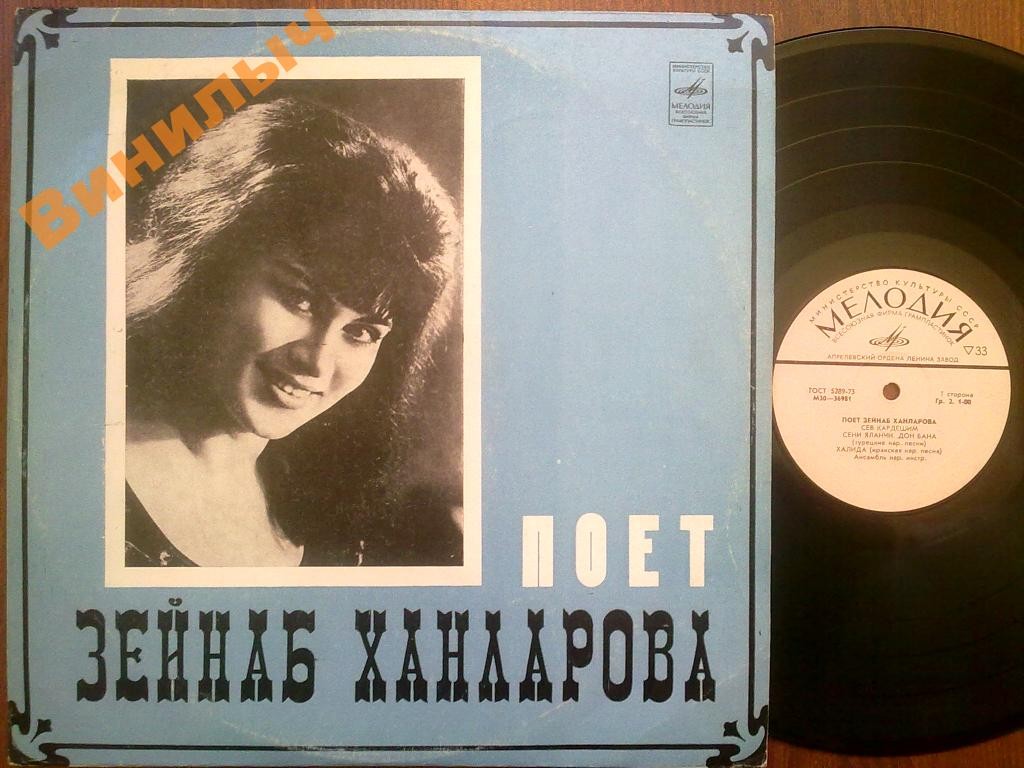 Винилыч
МИНИСТЕРСТВО
КУЛЬТУРЫ СССР
МЕЛОДИЯ
ВСЕСОЮЗНАЯ
ФИРМА
ГРАМПЛАСТИНОК
ПОЕТ
ЗЕЙНАБ ХАНЛАРОВА
МИНИСТЕРСТВО КУЛЬТУРЫ СССР
МЕЛОДИЯ
ВСЕСОЮЗНАЯ ФИРМА ГРАМПЛАСТИНОК
▽33
АПРЕЛЕВСКИЙ ОРДЕНА ЛЕНИНА ЗАВОД
ГОСТ 5289-73 1 сторона
М30—36981 Гр. 2. 1-00
ПОЕТ ЗЕЙНАБ ХАНЛАРОВА
СЕВ КАРДЕШИМ
СЕНИ ЯЛАНЧИ. ДОН БАНА
(турецкие нар. песни)
ХАЛИДА (иракская нар. песня)
Ансамбль нар. инстр.